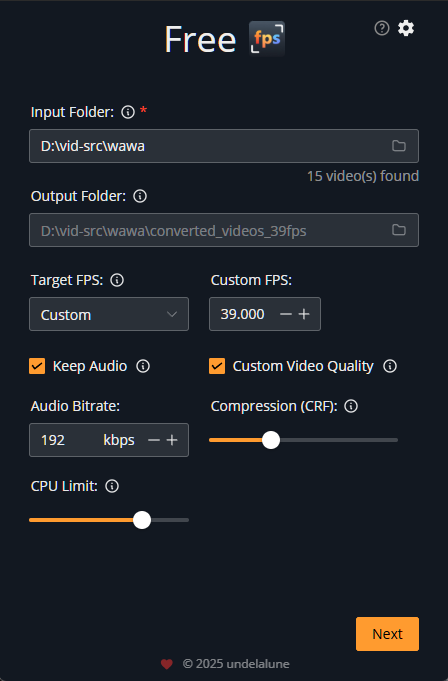 Free fps
Input Folder: *
D:\vid-src\wawa
15 video(s) found
Output Folder:
D:\vid-src\wawa\converted_videos_39fps
Target FPS: Custom FPS:
Custom 39.000
Keep Audio Custom Video Quality
Audio Bitrate: Compression (CRF):
192 kbps
CPU Limit:
Next
© 2025 undelalune